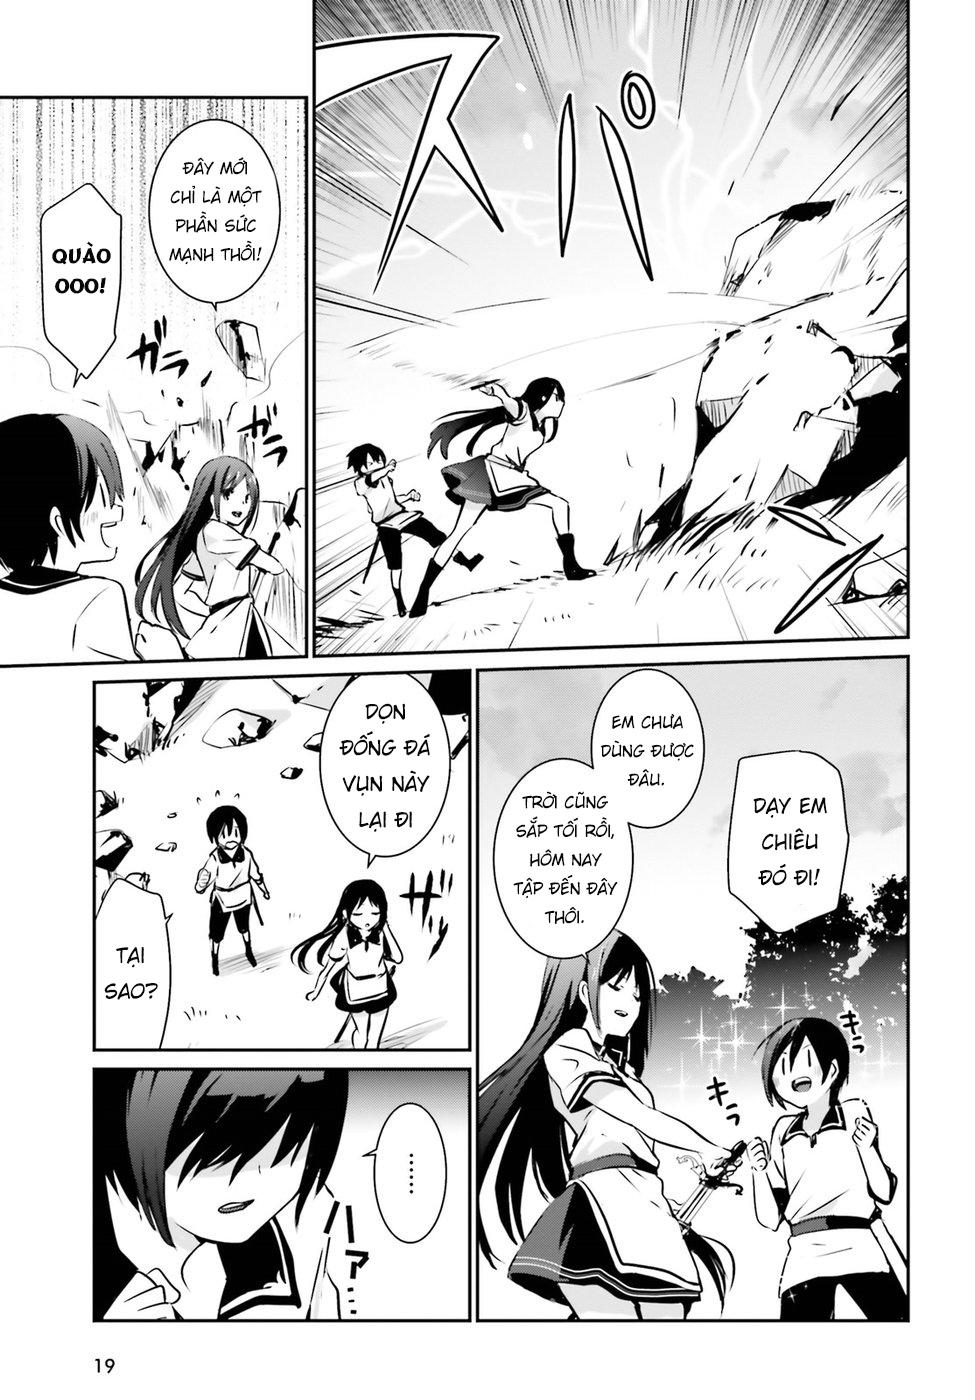 スパ
ĐÂY MỚI
CHỈ LÀ MỘT
PHẦN SỨC
MẠNH THỒI!
QUÀO
OOO!
ガラ
ガラ
DẠY EM
CHIÊU
ĐÓ ĐI!
EM CHƯA
DÙNG ĐƯỢC
ĐÂU.
TRỜI CŨNG
SẮP TỐI RỒI,
HÔM NAY
TẬP ĐẾN ĐÂY
THÔI.
キラ
キラ
DỌN
ĐỐNG ĐÁ
VỤN NÀY
LẠI ĐI
TẠI
SAO?
......
ハァ
19